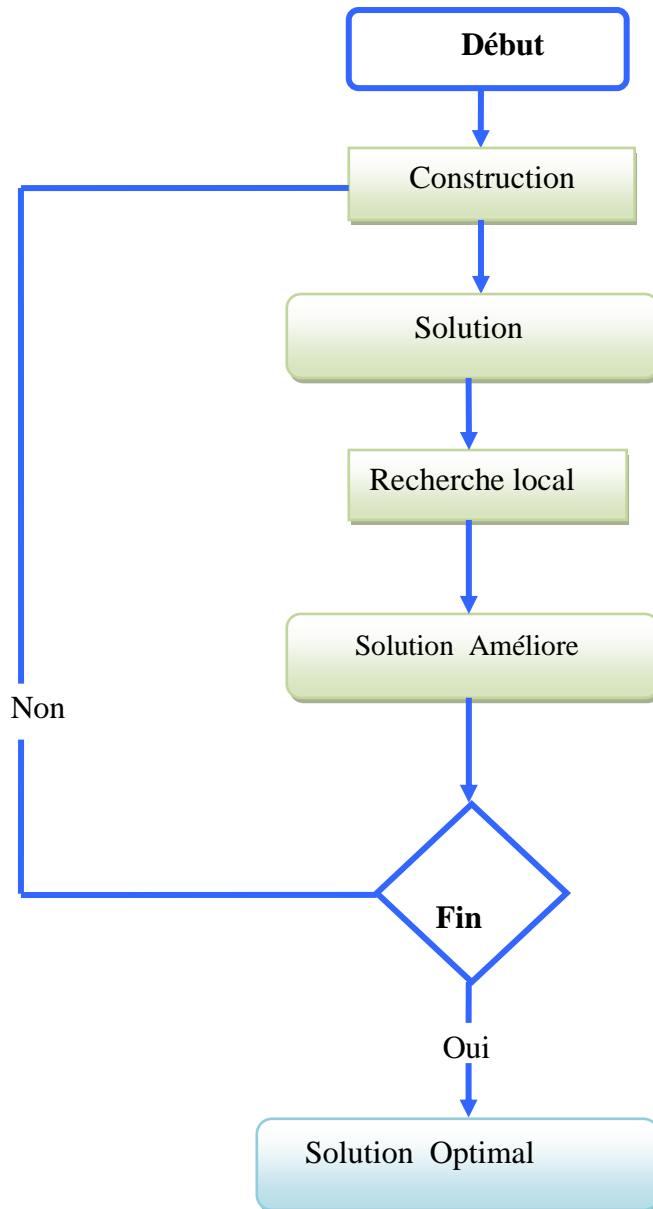 Début
Construction
Solution
Recherche local
Solution Améliore
Non
Fin
Oui
Solution Optimal